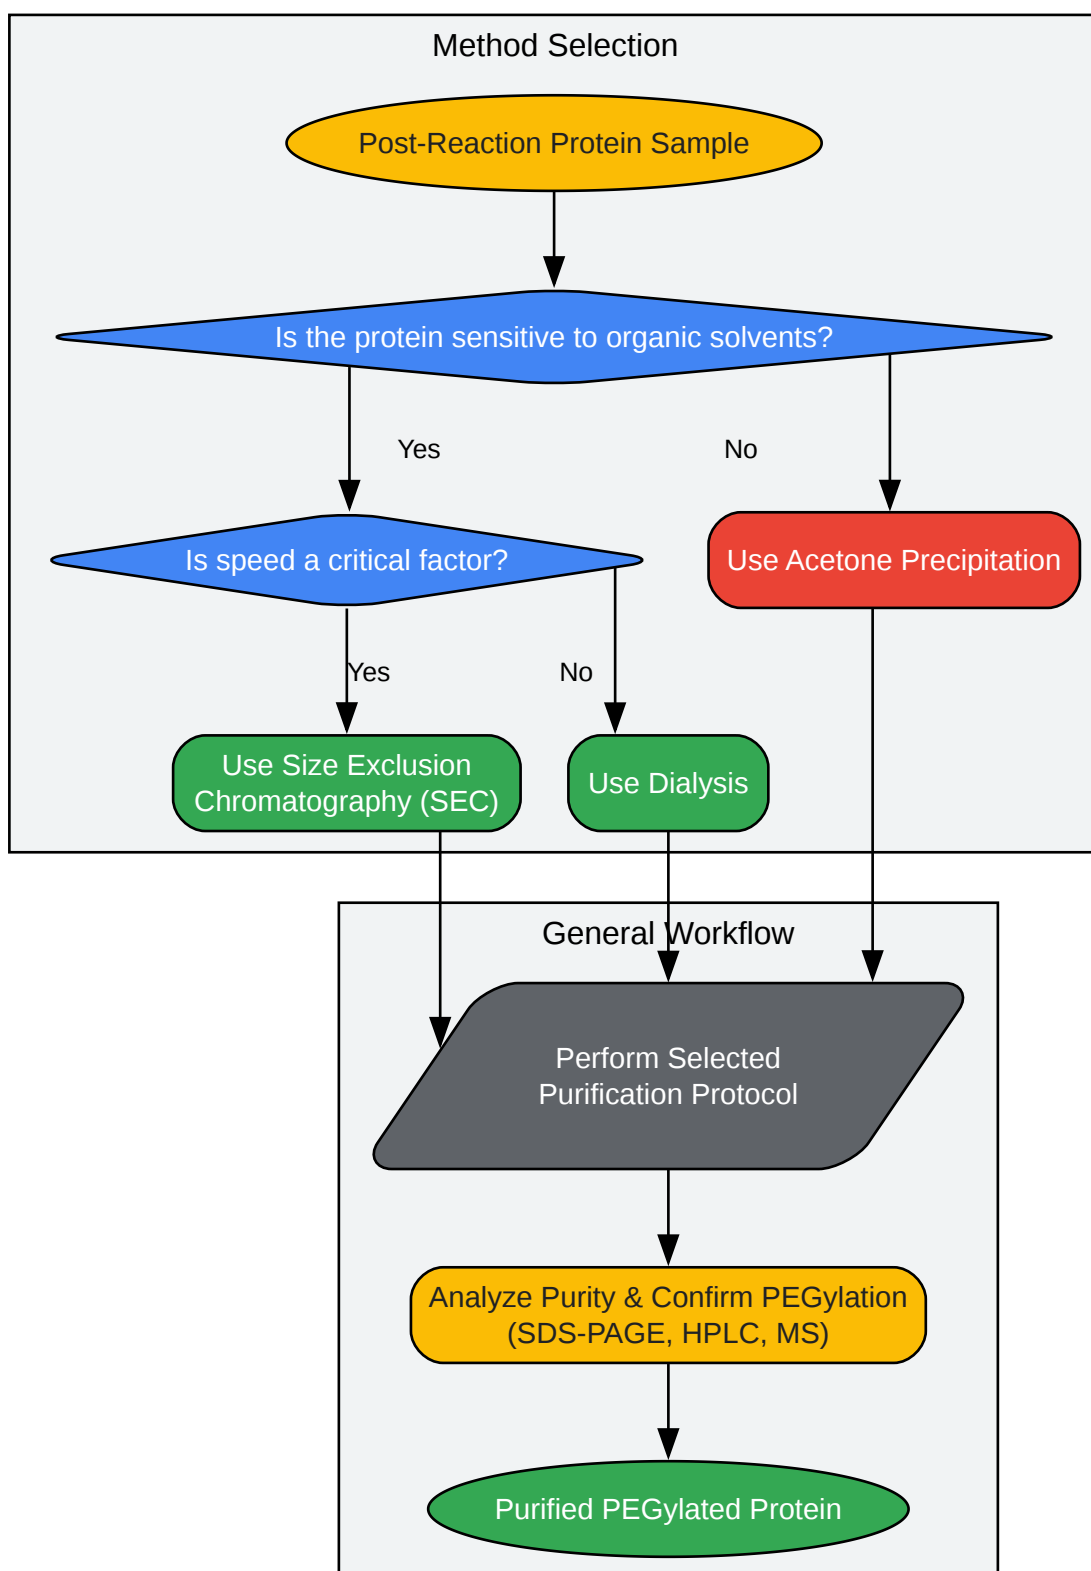 Method Selection
Post-Reaction Protein Sample
Is the protein sensitive to organic solvents?
Yes
No
Is speed a critical factor?
Use Acetone Precipitation
Yes
No
Use Size Exclusion
Chromatography (SEC)
Use Dialysis
General Workflow
Perform Selected
Purification Protocol
Analyze Purity & Confirm PEGylation
(SDS-PAGE, HPLC, MS)
Purified PEGylated Protein